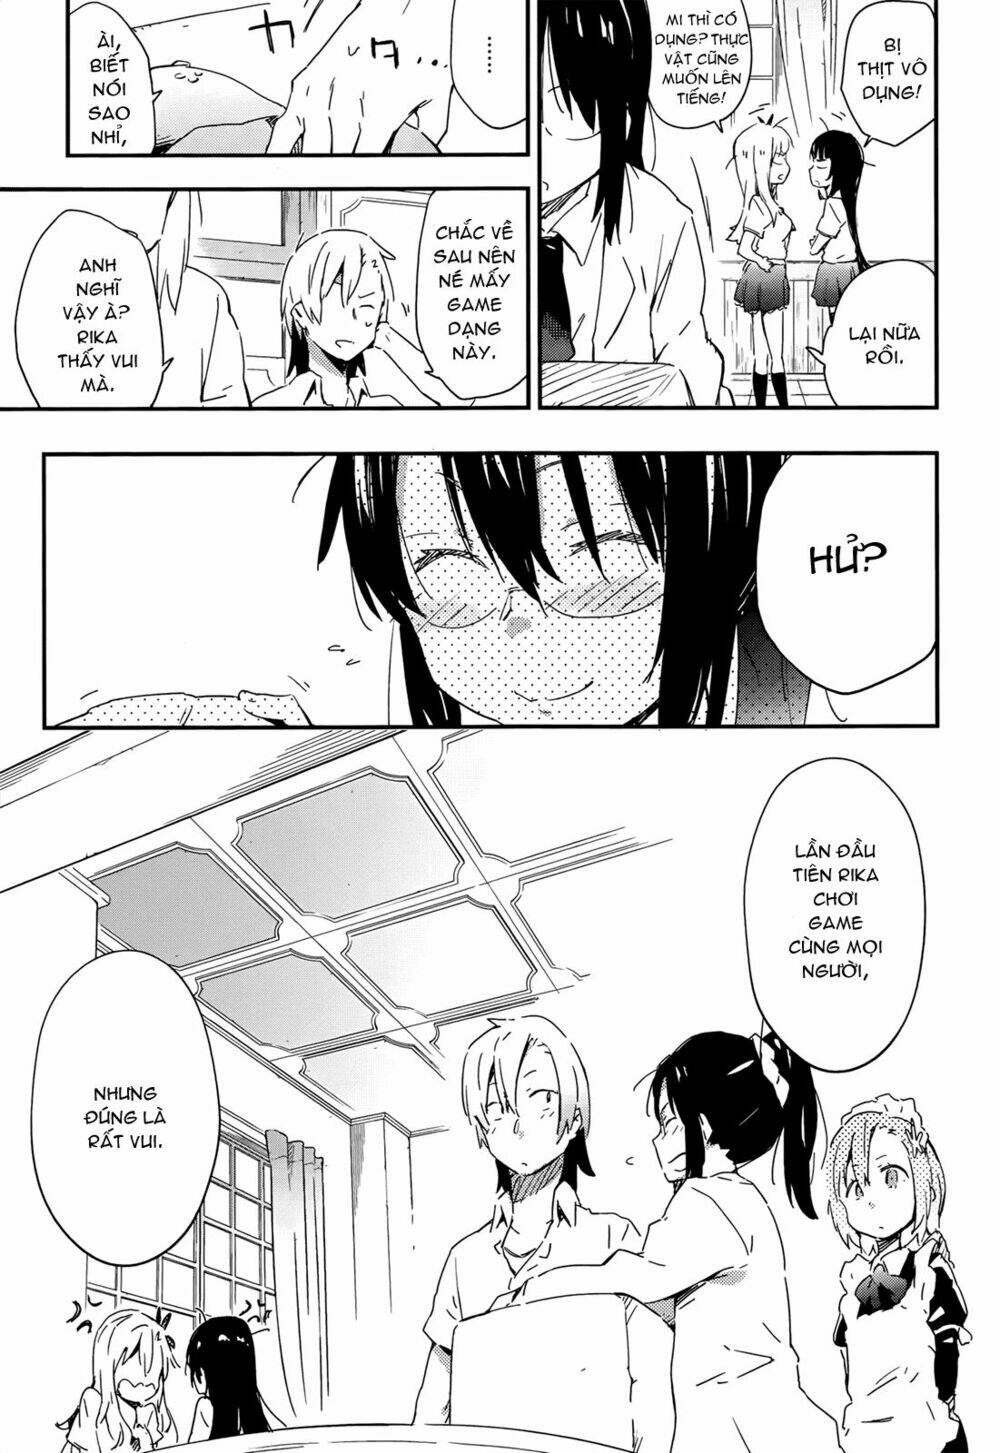 BỊ
THỊT VÔ
DỤNG!
MI THÌ CÓ
DỤNG? THỰC
VẬT CŨNG
MUỐN LÊN
TIẾNG!
LẠI NỮA
RỒI.
.......
ÀI,
BIẾT
NÓI
SAO
NHỈ,
CHẮC VỀ
SAU NÊN
NÉ MẤY
GAME
DẠNG
NÀY.
ANH
NGHĨ
VẬY À?
RIKA
THẤY VUI
MÀ.
HỬ?
LẦN ĐẦU
TIÊN RIKA
CHƠI
GAME
CÙNG MỌI
NGƯỜI,
NHƯNG
ĐÚNG LÀ
RẤT VUI.